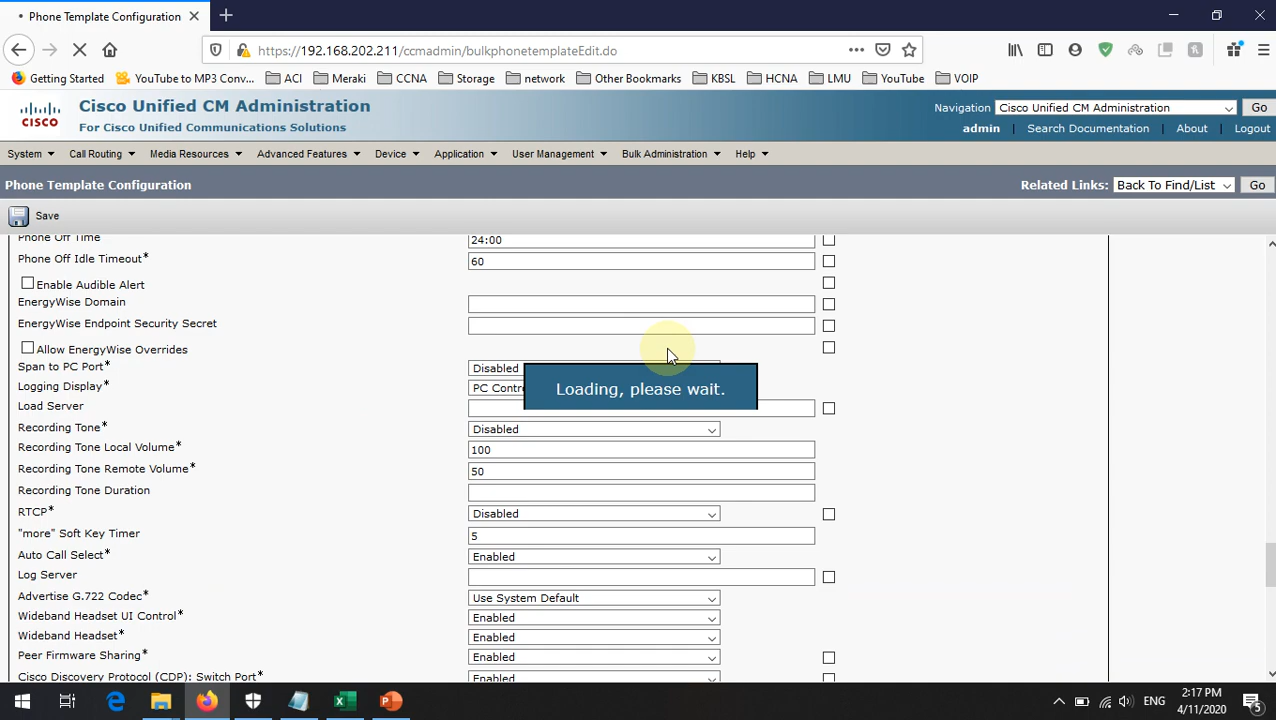 Phone Template Configuration
https://192.168.202.211/ccmadmin/bulkphonetemplateEdit.do
Getting Started YouTube to MP3 Conv... ACI Meraki CCNA Storage network Other Bookmarks KBSL HCNA LMU YouTube VOIP
CISCO
Cisco Unified CM Administration
For Cisco Unified Communications Solutions
Navigation Cisco Unified CM Administration Go
admin Search Documentation About Logout
System Call Routing Media Resources Advanced Features Device Application User Management Bulk Administration Help
Phone Template Configuration
Related Links: Back To Find/List Go
Save
Phone Off Time 24:00
Phone Off Idle Timeout* 60
Enable Audible Alert
EnergyWise Domain
EnergyWise Endpoint Security Secret
Allow EnergyWise Overrides
Span to PC Port* Disabled
Logging Display* PC Contr
Loading, please wait.
Load Server
Recording Tone* Disabled
Recording Tone Local Volume* 100
Recording Tone Remote Volume* 50
Recording Tone Duration
RTCP* Disabled
"more" Soft Key Timer 5
Auto Call Select* Enabled
Log Server
Advertise G.722 Codec* Use System Default
Wideband Headset UI Control* Enabled
Wideband Headset* Enabled
Peer Firmware Sharing* Enabled
Cisco Discovery Protocol (CDP): Switch Port* Enabled
ENG
2:17 PM
4/11/2020
5